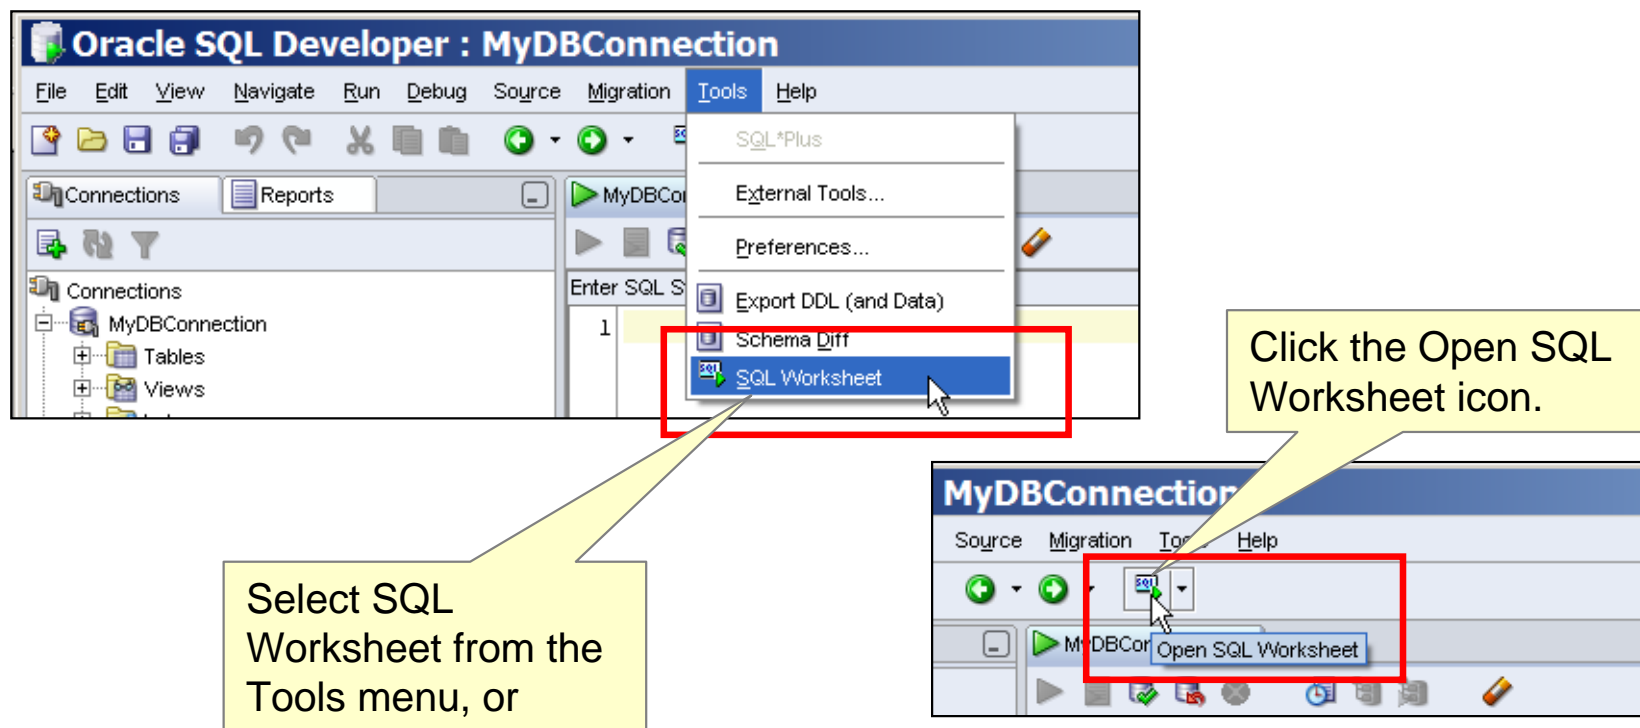 Oracle SQL Developer : MyDBConnection
File Edit View Navigate Run Debug Source Migration Tools Help
SQL*Plus
External Tools...
Preferences...
Export DDL (and Data)
Schema Diff
SQL Worksheet
Connections Reports
MyDBCo
Enter SQL S
1
Connections
MyDBConnection
Tables
Views
Click the Open SQL
Worksheet icon.
Select SQL
Worksheet from the
Tools menu, or
MyDBConnection
Source Migration Tools Help
MyDBCo
Open SQL Worksheet